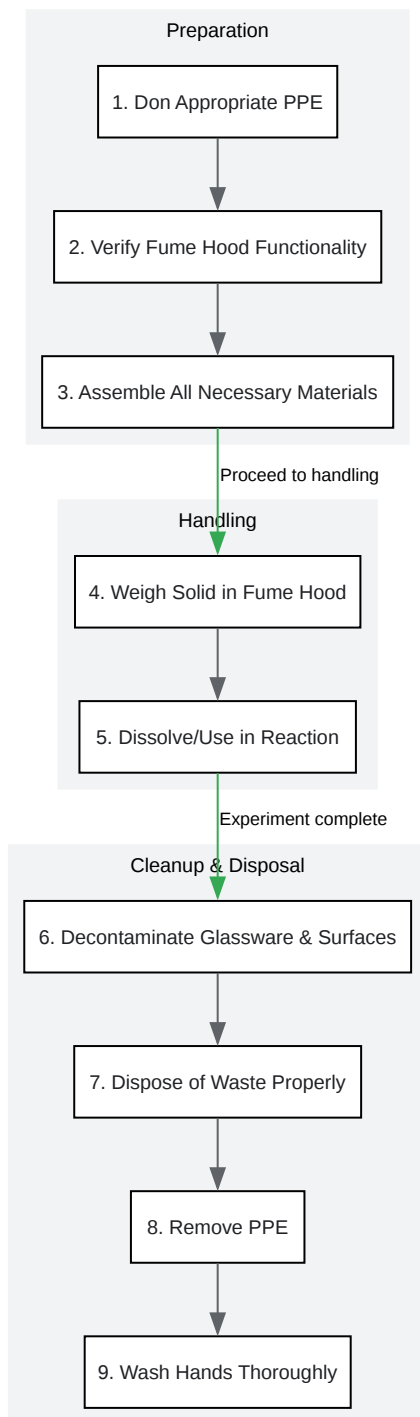 Preparation
1. Don Appropriate PPE
2. Verify Fume Hood Functionality
3. Assemble All Necessary Materials
Proceed to handling
Handling
4. Weigh Solid in Fume Hood
5. Dissolve/Use in Reaction
Experiment complete
Cleanup & Disposal
6. Decontaminate Glassware & Surfaces
7. Dispose of Waste Properly
8. Remove PPE
9. Wash Hands Thoroughly